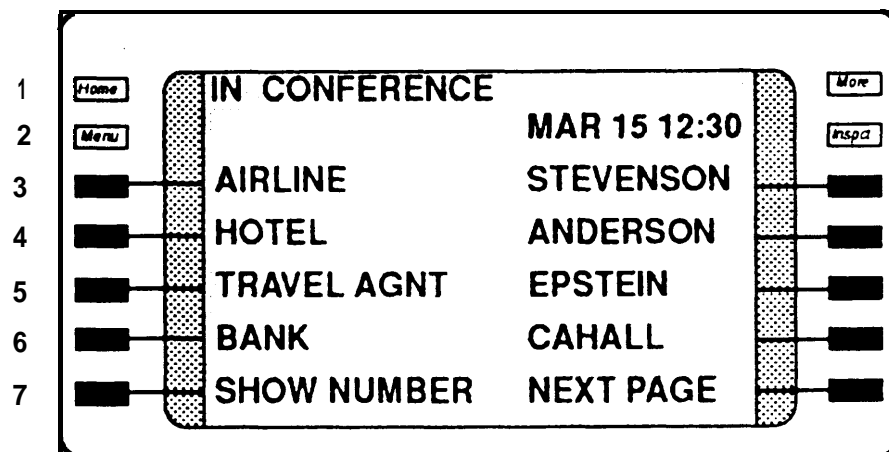 IN CONFERENCE
1 Home More
MAR 15 12:30
2 Menu Inspct
3 AIRLINE STEVENSON
4 HOTEL ANDERSON
5 TRAVEL AGNT EPSTEIN
6 BANK CAHALL
7 SHOW NUMBER NEXT PAGE